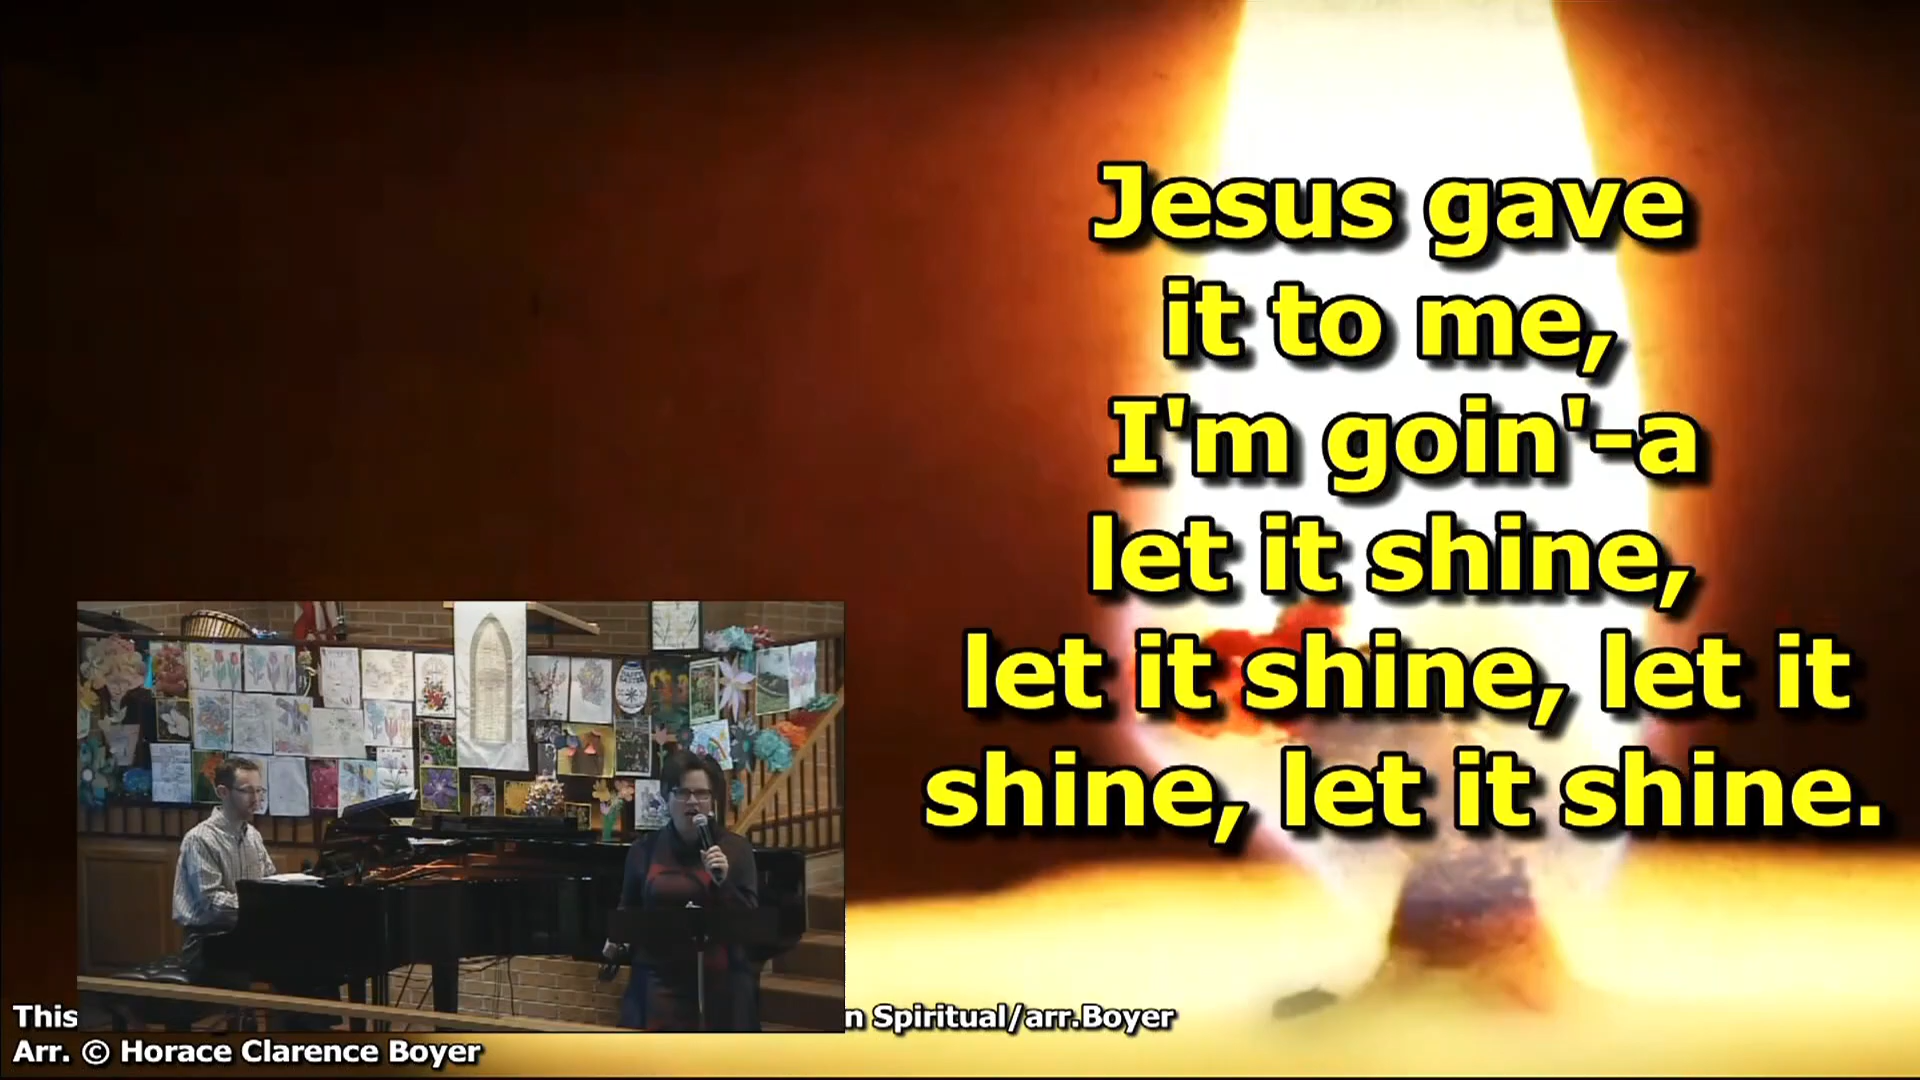 Jesus gave
it to me,
I'm goin'-a
let it shine,
let it shine, let it
shine, let it shine.
This n Spiritual/arr.Boyer
Arr. © Horace Clarence Boyer